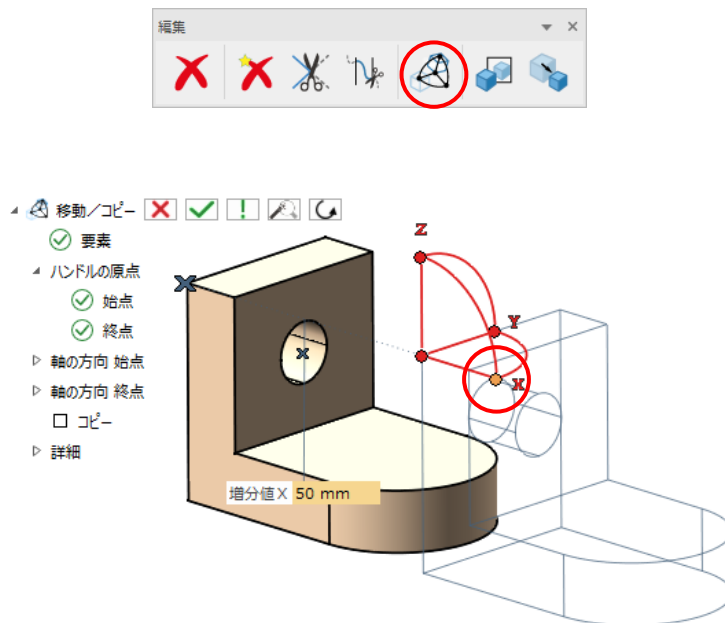 編集
移動／コピー
要素
ハンドルの原点
始点
終点
軸の方向 始点
軸の方向 終点
コピー
詳細
Z
Y
X
増分値X 50 mm